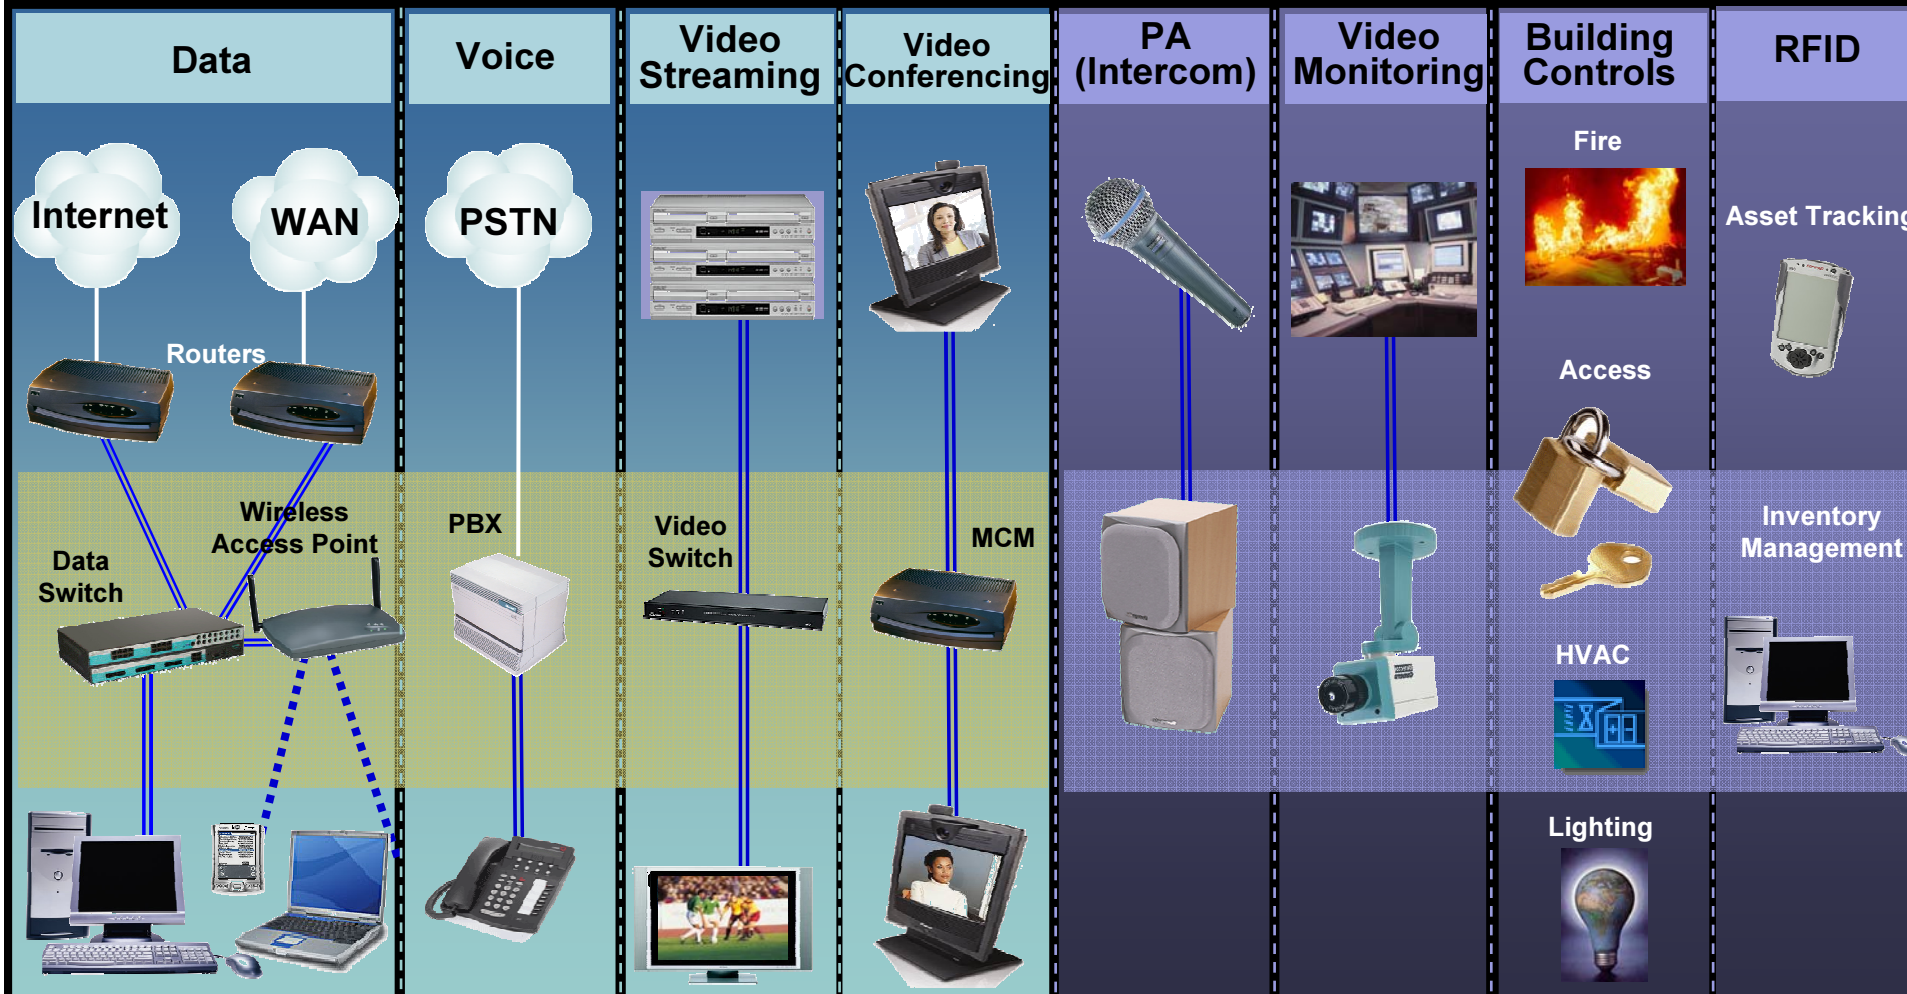 Data
Voice
Video
Streaming
Video
Conferencing
PA
(Intercom)
Video
Monitoring
Building
Controls
RFID
Internet
WAN
PSTN
Routers
Fire
Asset Tracking
Access
Wireless
Access Point
Data
Switch
PBX
Video
Switch
MCM
Inventory
Management
HVAC
Lighting